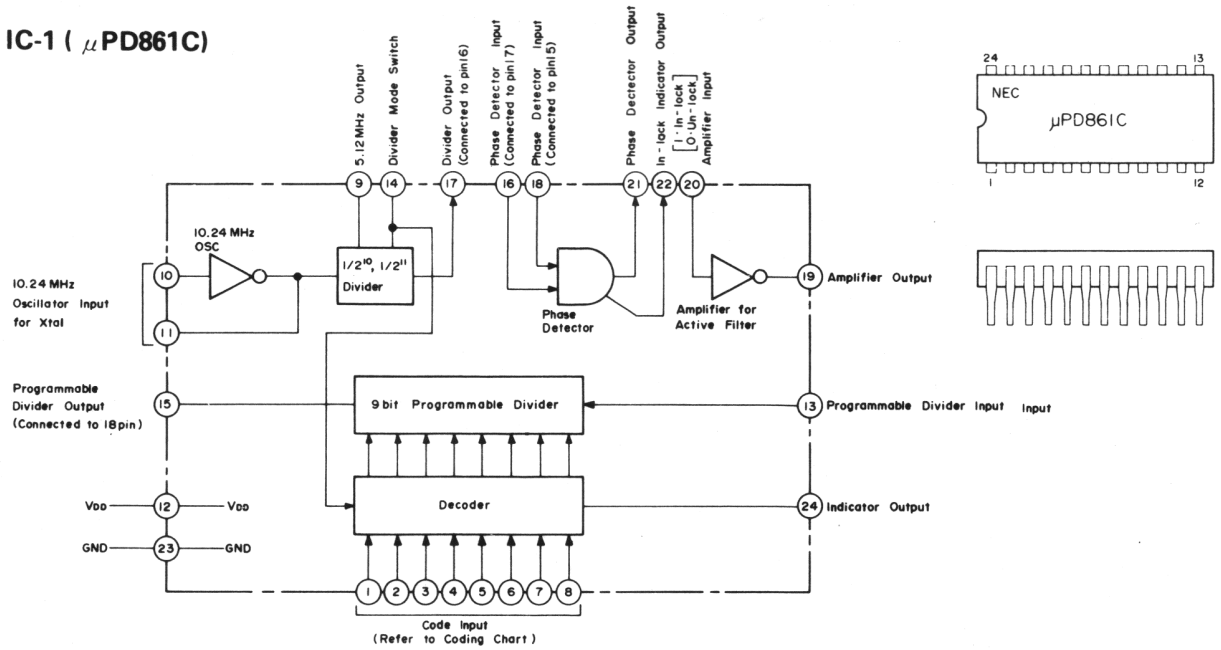 IC-1 ( μPD861C)
5.12MHz Output
Divider Mode Switch
Divider Output
(Connected to pin16)
Phase Detector Input
(Connected to pin17)
Phase Detector Input
(Connected to pin15)
Phase Dectector Output
In-lack Indicator Output
[1·In-lock]
[0·Un-lock]
Amplifier Input
9
14
17
16
18
21
22
20
10.24 MHz
OSC
1/2¹⁰, 1/2¹¹
Divider
10
11
10.24 MHz
Oscillator Input
for Xtal
Phase
Detector
Amplifier for
Active Filter
19
Amplifier Output
Programmable
Divider Output
(Connected to 18pin)
15
9bit Programmable Divider
13
Programmable Divider Input Input
VDD
12
VDD
Decoder
24
Indicator Output
GND
23
GND
1
2
3
4
5
6
7
8
Code Input
(Refer to Coding Chart)
24
13
NEC
μPD861C
1
12